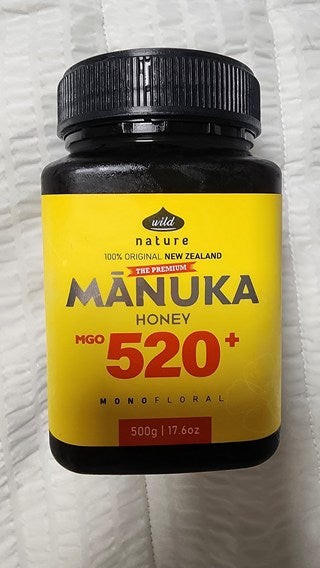 wild
nature
100% ORIGINAL NEW ZEALAND
THE PREMIUM
MĀNUKA
HONEY
MGO 520+
MONOFLORAL
500g | 17.6oz